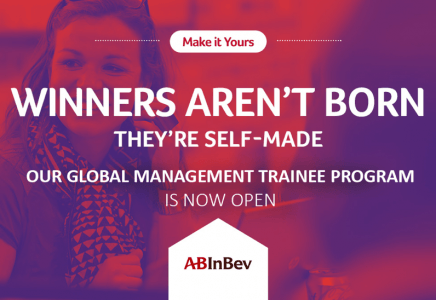 Make it Yours
WINNERS AREN'T BORN
THEY'RE SELF-MADE
OUR GLOBAL MANAGEMENT TRAINEE PROGRAM
IS NOW OPEN
ABInBev